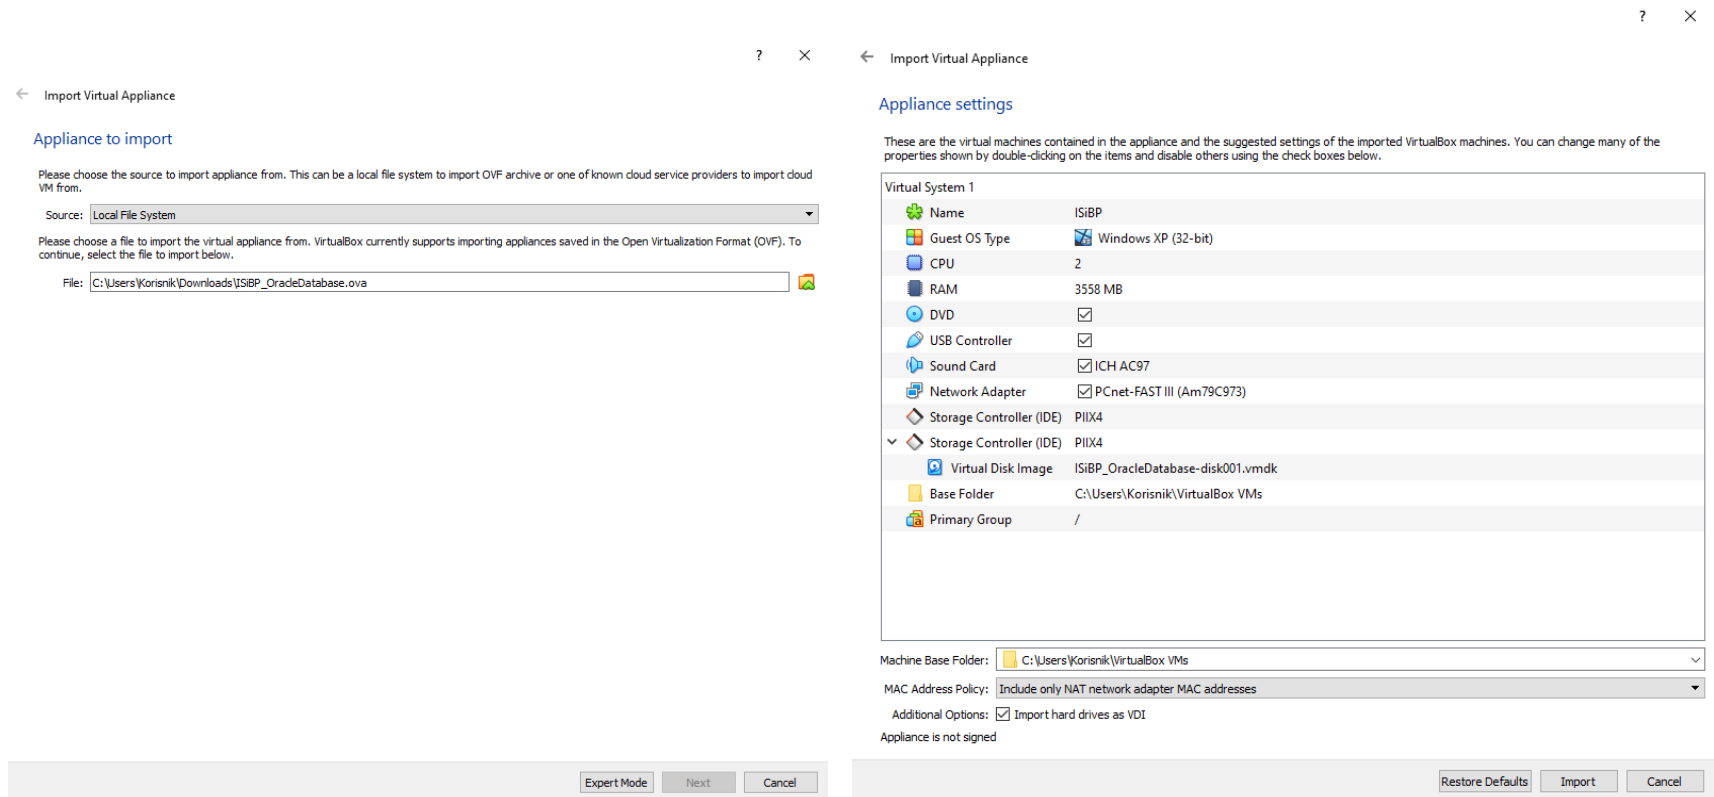 ?
Import Virtual Appliance
Appliance to import
Please choose the source to import appliance from. This can be a local file system to import OVF archive or one of known cloud service providers to import cloud
VM from.
Source: Local File System
Please choose a file to import the virtual appliance from. VirtualBox currently supports importing appliances saved in the Open Virtualization Format (OVF). To
continue, select the file to import below.
File: C:\Users\Korisnik\Downloads\ISiBP_OracleDatabase.ova
Expert Mode Next Cancel
?
Import Virtual Appliance
Appliance settings
These are the virtual machines contained in the appliance and the suggested settings of the imported VirtualBox machines. You can change many of the
properties shown by double-clicking on the items and disable others using the check boxes below.
Virtual System 1
Name ISiBP
Guest OS Type Windows XP (32-bit)
CPU 2
RAM 3558 MB
DVD
USB Controller
Sound Card ICH AC97
Network Adapter PCnet-FAST III (Am79C973)
Storage Controller (IDE) PIIX4
Storage Controller (IDE) PIIX4
Virtual Disk Image ISiBP_OracleDatabase-disk001.vmdk
Base Folder C:\Users\Korisnik\VirtualBox VMs
Primary Group /
Machine Base Folder: C:\Users\Korisnik\VirtualBox VMs
MAC Address Policy: Include only NAT network adapter MAC addresses
Additional Options: Import hard drives as VDI
Appliance is not signed
Restore Defaults Import Cancel